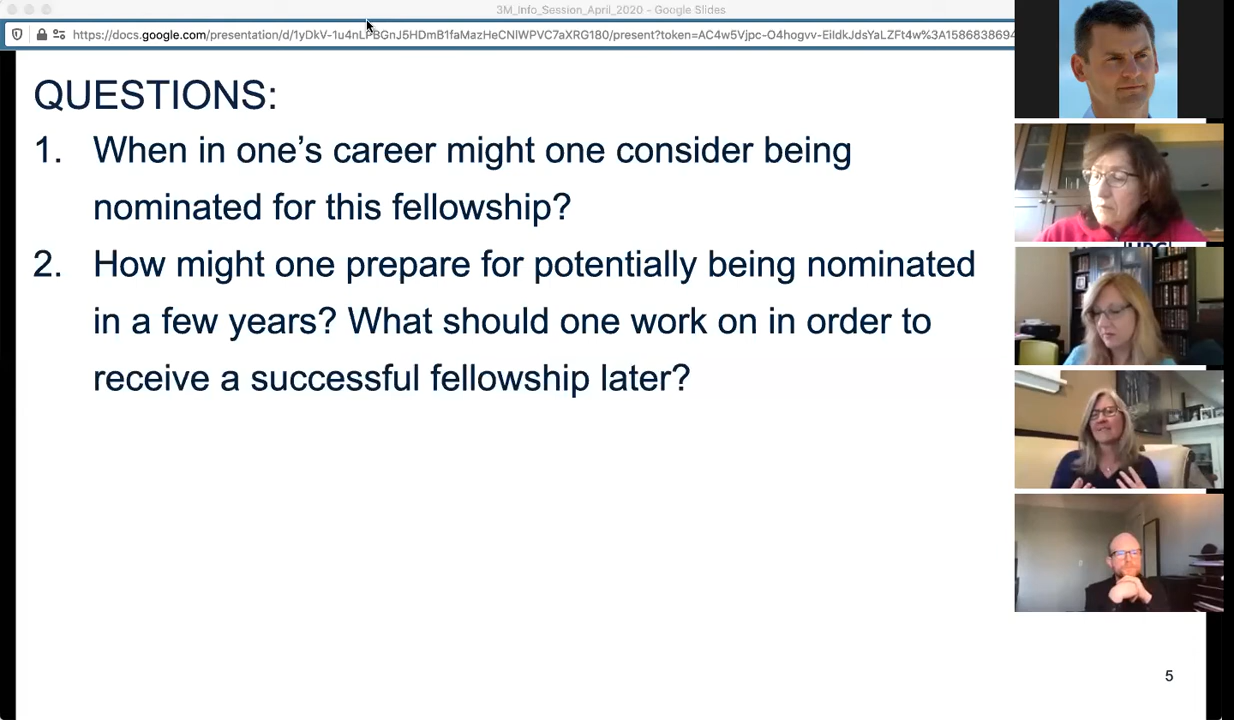 3M_Info_Session_April_2020 - Google Slides
https://docs.google.com/presentation/d/1yDkV-1u4nLPBGnJ5HDmB1faMazHeCNIWPVC7aXRG180/present?token=AC4w5Vjpc-O4hogvv-EildkJdsYaLZFt4w%3A1586838694
QUESTIONS:
1. When in one’s career might one consider being
nominated for this fellowship?
2. How might one prepare for potentially being nominated
in a few years? What should one work on in order to
receive a successful fellowship later?
5